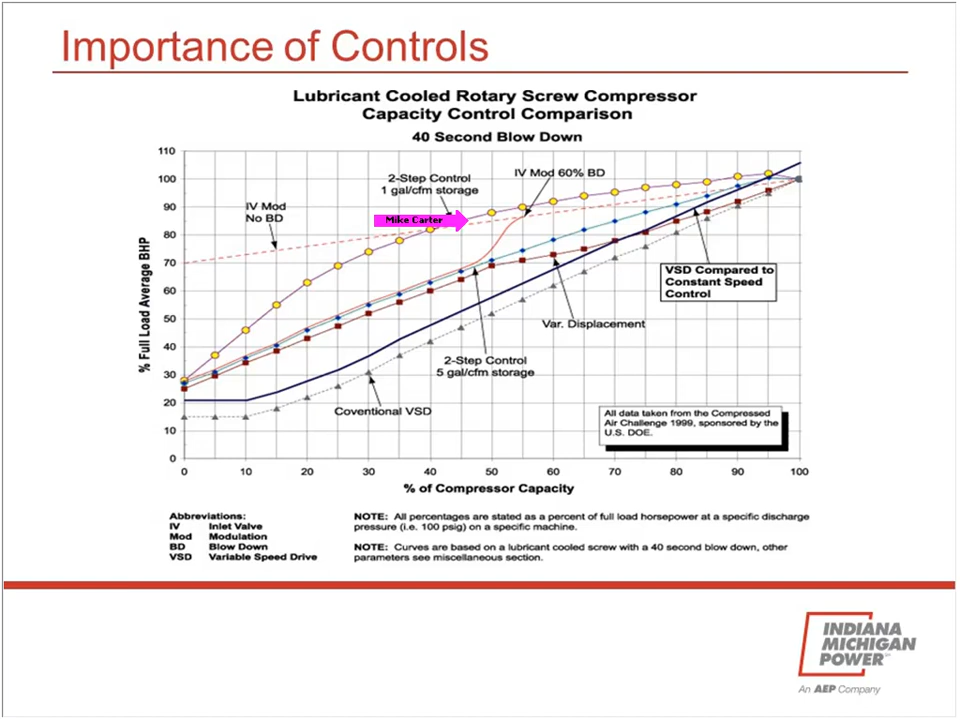 Importance of Controls
Lubricant Cooled Rotary Screw Compressor
Capacity Control Comparison
40 Second Blow Down
% Full Load Average BHP
110
100
90
80
70
60
50
40
30
20
10
0
2-Step Control
1 gal/cfm storage
IV Mod 60% BD
IV Mod
No BD
Mike Carter
VSD Compared to
Constant Speed
Control
Var. Displacement
2-Step Control
5 gal/cfm storage
Coventional VSD
All data taken from the Compressed
Air Challenge 1999, sponsored by the
U.S. DOE.
0 10 20 30 40 50 60 70 80 90 100
% of Compressor Capacity
Abbreviations:
IV Inlet Valve
Mod Modulation
BD Blow Down
VSD Variable Speed Drive
NOTE: All percentages are stated as a percent of full load horsepower at a specific discharge
pressure (i.e. 100 psig) on a specific machine.
NOTE: Curves are based on a lubricant cooled screw with a 40 second blow down, other
parameters see miscellaneous section.
INDIANA
MICHIGAN
POWER
An AEP Company